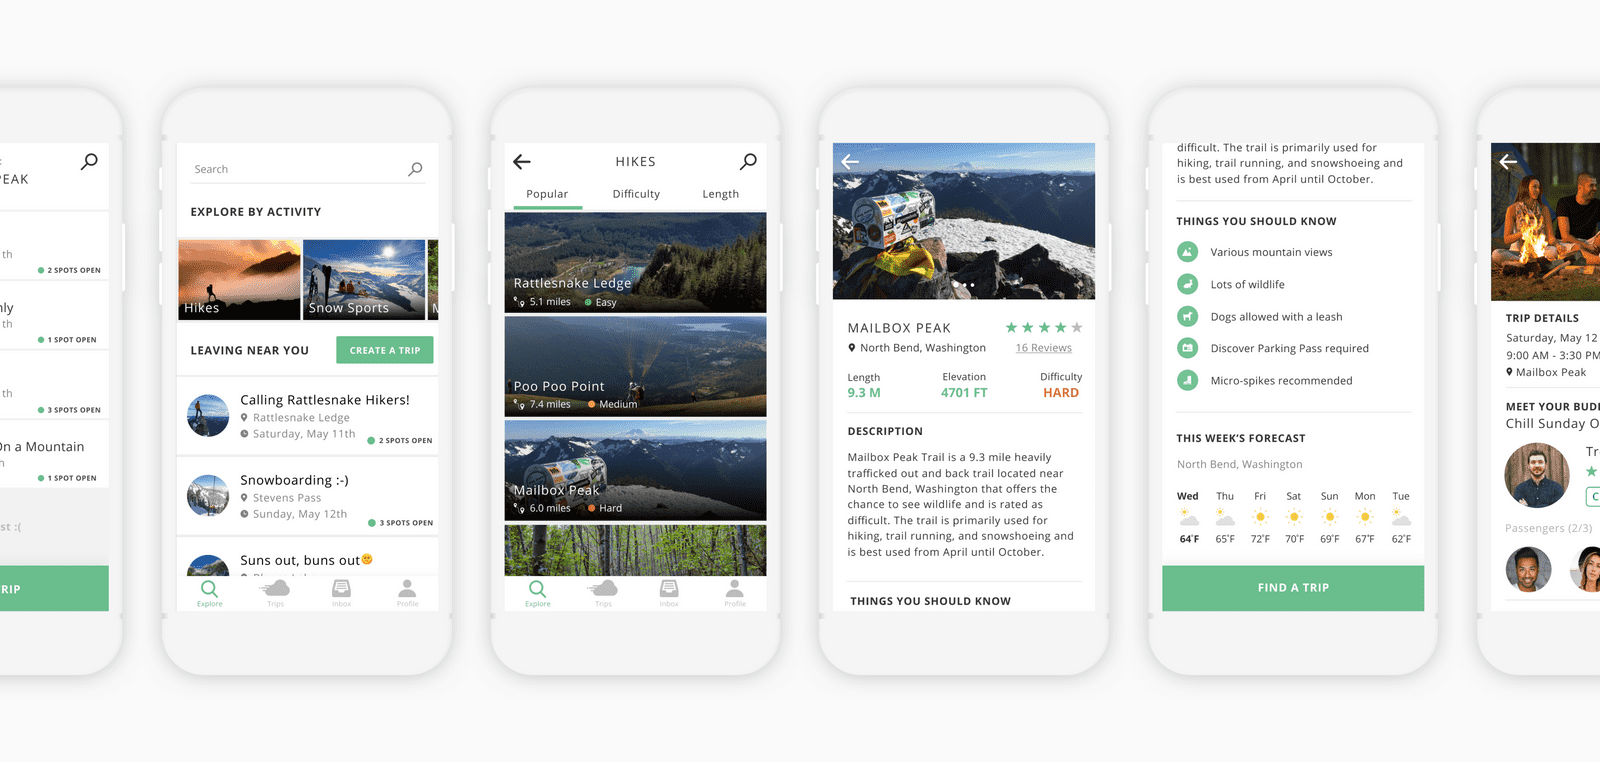 PEAK
th
2 SPOTS OPEN
nly
th
1 SPOT OPEN
th
3 SPOTS OPEN
On a Mountain
h
1 SPOT OPEN
st :(
RIP
Search
EXPLORE BY ACTIVITY
Hikes
Snow Sports
M
LEAVING NEAR YOU
CREATE A TRIP
Calling Rattlesnake Hikers!
Rattlesnake Ledge
Saturday, May 11th
2 SPOTS OPEN
Snowboarding :-)
Stevens Pass
Sunday, May 12th
3 SPOTS OPEN
Suns out, buns out😊
Explore
Trips
Inbox
Profile
HIKES
Popular
Difficulty
Length
Rattlesnake Ledge
5.1 miles
Easy
Poo Poo Point
7.4 miles
Medium
Mailbox Peak
6.0 miles
Hard
Explore
Trips
Inbox
Profile
MAILBOX PEAK
North Bend, Washington
16 Reviews
Length
Elevation
Difficulty
9.3 M
4701 FT
HARD
DESCRIPTION
Mailbox Peak Trail is a 9.3 mile heavily
trafficked out and back trail located near
North Bend, Washington that offers the
chance to see wildlife and is rated as
difficult. The trail is primarily used for
hiking, trail running, and snowshoeing and
is best used from April until October.
THINGS YOU SHOULD KNOW
difficult. The trail is primarily used for
hiking, trail running, and snowshoeing and
is best used from April until October.
THINGS YOU SHOULD KNOW
Various mountain views
Lots of wildlife
Dogs allowed with a leash
Discover Parking Pass required
Micro-spikes recommended
THIS WEEK'S FORECAST
North Bend, Washington
Wed Thu Fri Sat Sun Mon Tue
64°F 65°F 72°F 70°F 69°F 67°F 62°F
FIND A TRIP
TRIP DETAILS
Saturday, May 12
9:00 AM - 3:30 PM
Mailbox Peak
MEET YOUR BUDD
Chill Sunday O
Tr
C
Passengers (2/3)